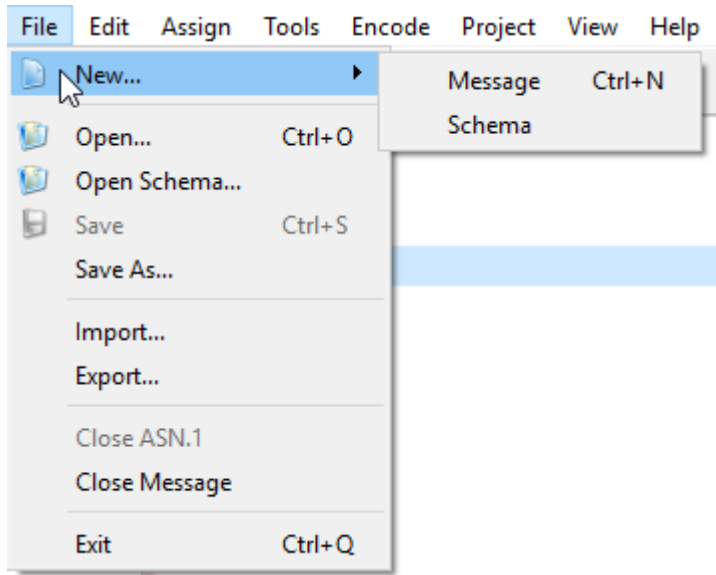 File Edit Assign Tools Encode Project View Help
New...
Message Ctrl+N
Schema
Open... Ctrl+O
Open Schema...
Save Ctrl+S
Save As...
Import...
Export...
Close ASN.1
Close Message
Exit Ctrl+Q